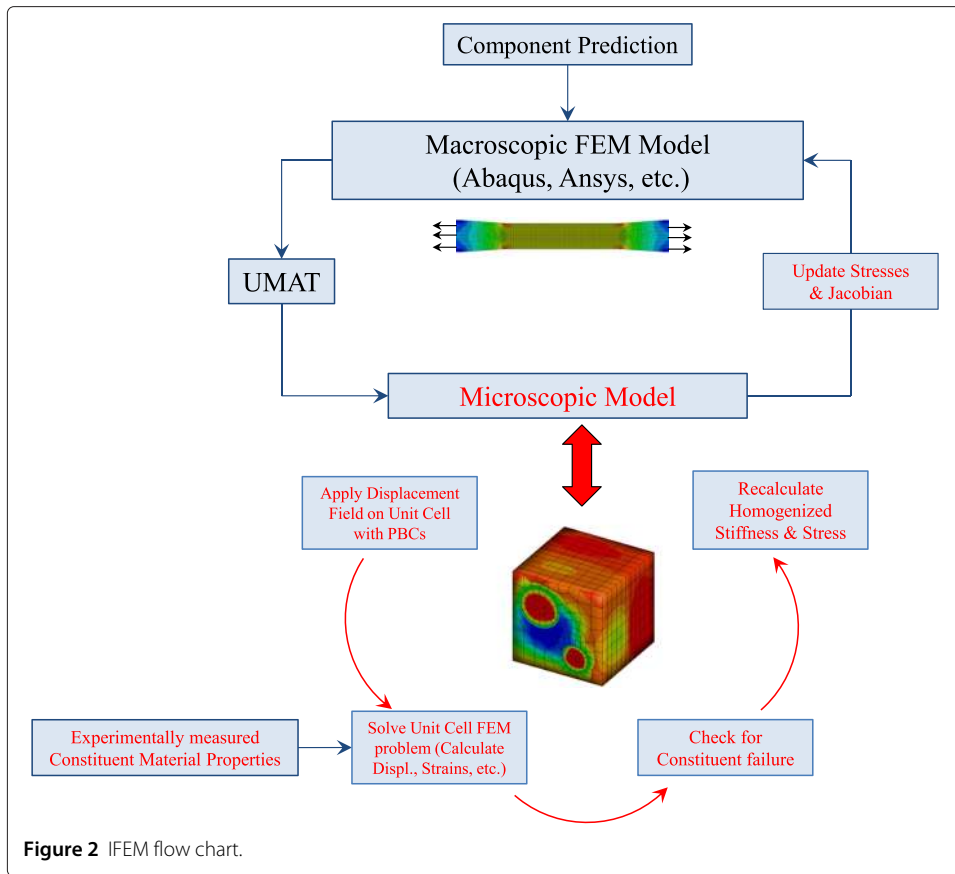 Component Prediction
Macroscopic FEM Model
(Abaqus, Ansys, etc.)
UMAT
Update Stresses
& Jacobian
Microscopic Model
Apply Displacement
Field on Unit Cell
with PBCs
Recalculate
Homogenized
Stiffness & Stress
Experimentally measured
Constituent Material Properties
Solve Unit Cell FEM
problem (Calculate
Displ., Strains, etc.)
Check for
Constituent failure
Figure 2 IFEM flow chart.